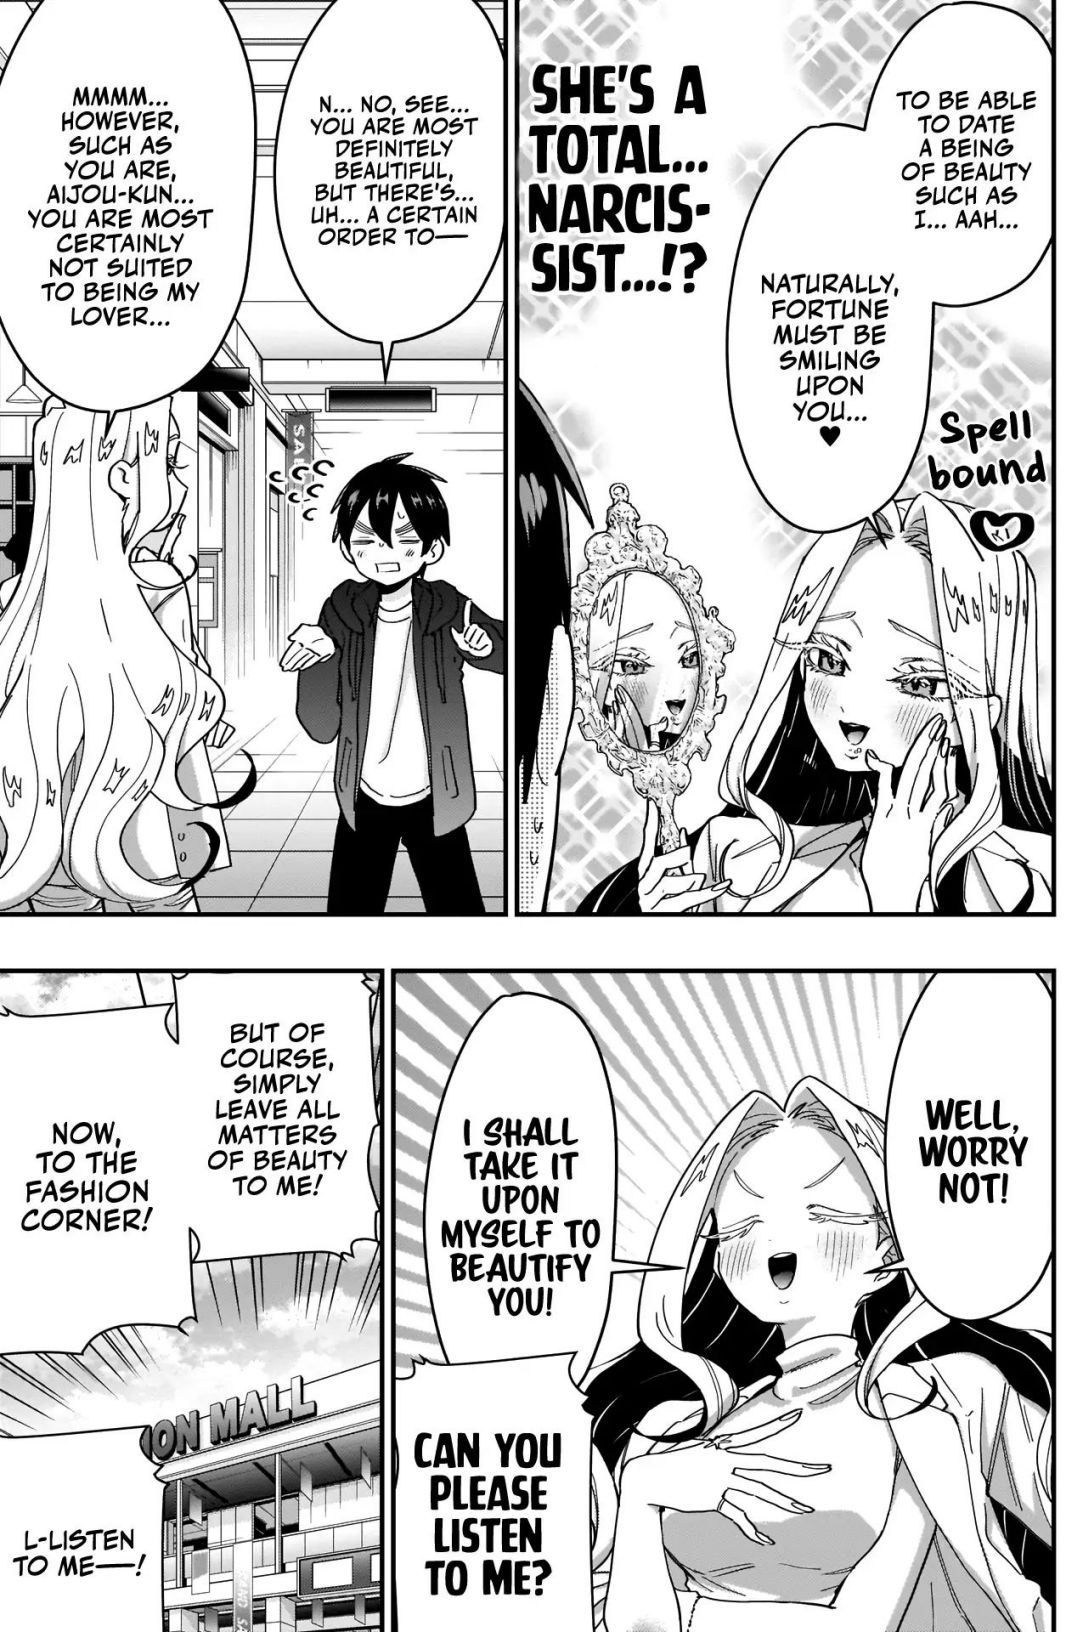 TO BE ABLE
TO DATE
A BEING
OF BEAUTY
SUCH AS
I... AAH...
NATURALLY,
FORTUNE
MUST BE
SMILING
UPON
YOU...
♥
Spell
bound
SHE'S A
TOTAL...
NARCIS-
SIST...!?
N... NO, SEE...
YOU ARE MOST
DEFINITELY
BEAUTIFUL,
BUT THERE'S...
UH... A CERTAIN
ORDER TO—
MMMM...
HOWEVER,
SUCH AS
YOU ARE,
AIJOU-KUN...
YOU ARE MOST
CERTAINLY
NOT SUITED
TO BEING MY
LOVER...
SA
WELL,
WORRY
NOT!
I SHALL
TAKE IT
UPON
MYSELF TO
BEAUTIFY
YOU!
CAN YOU
PLEASE
LISTEN
TO ME?
BUT OF
COURSE,
SIMPLY
LEAVE ALL
MATTERS
OF BEAUTY
TO ME!
NOW,
TO THE
FASHION
CORNER!
ION MALL
L-LISTEN
TO ME—!